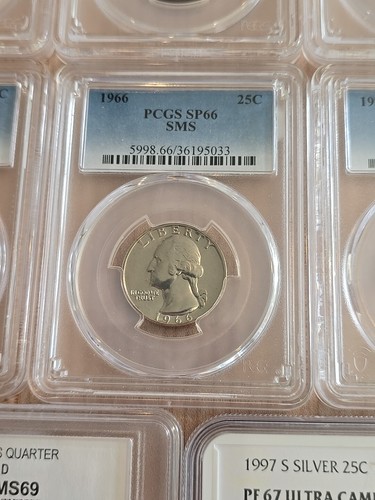 1966 25C
PCGS SP66
SMS
5998.66/36195033
LIBERTY
IN GOD WE
TRUST
1966
S QUARTER
D
MS69
1997 S SILVER 25C
PF 67 ULTRA CAM